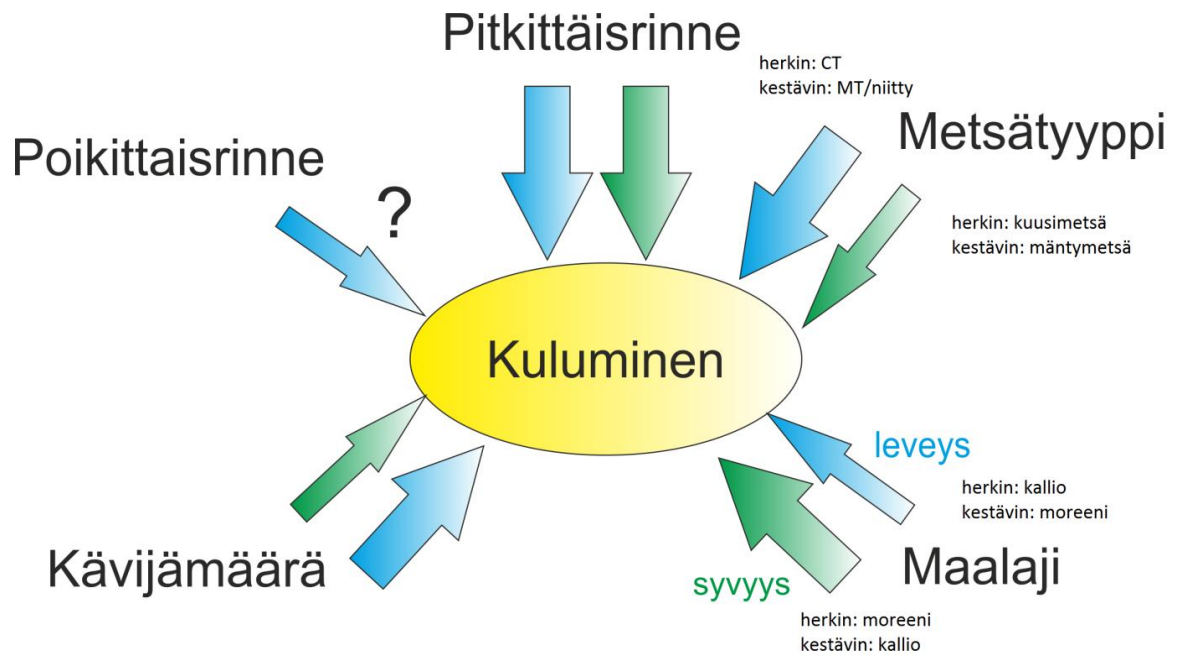 Pitkittäisrinne
herkin: CT
kestävin: MT/niitty
Metsätyyppi
Poikittaisrinne
?
herkin: kuusimetsä
kestävin: mäntymetsä
Kuluminen
leveys
herkin: kallio
kestävin: moreeni
Kävijämäärä
Maalaji
syvyys
herkin: moreeni
kestävin: kallio